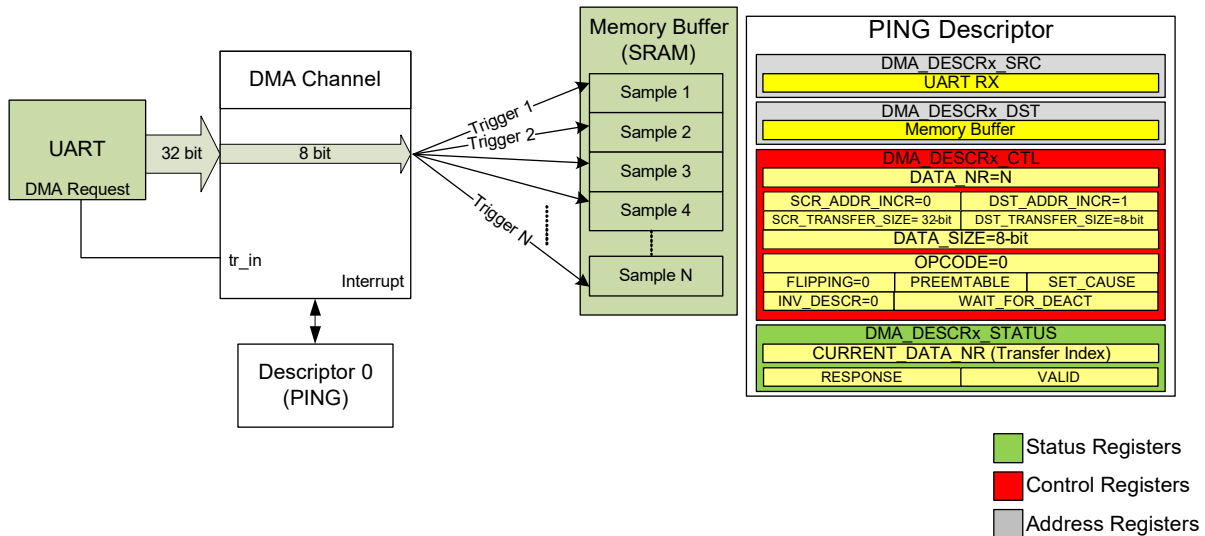 UART
DMA Request
32 bit
DMA Channel
8 bit
tr_in
Interrupt
Descriptor 0
(PING)
Trigger 1
Trigger 2
Trigger N
Memory Buffer
(SRAM)
Sample 1
Sample 2
Sample 3
Sample 4
Sample N
PING Descriptor
DMA_DESCRx_SRC
UART RX
DMA_DESCRx_DST
Memory Buffer
DMA_DESCRx_CTL
DATA_NR=N
SCR_ADDR_INCR=0 DST_ADDR_INCR=1
SCR_TRANSFER_SIZE= 32-bit DST_TRANSFER_SIZE=8-bit
DATA_SIZE=8-bit
OPCODE=0
FLIPPING=0 PREEMTABLE SET_CAUSE
INV_DESCR=0 WAIT_FOR_DEACT
DMA_DESCRx_STATUS
CURRENT_DATA_NR (Transfer Index)
RESPONSE VALID
Status Registers
Control Registers
Address Registers